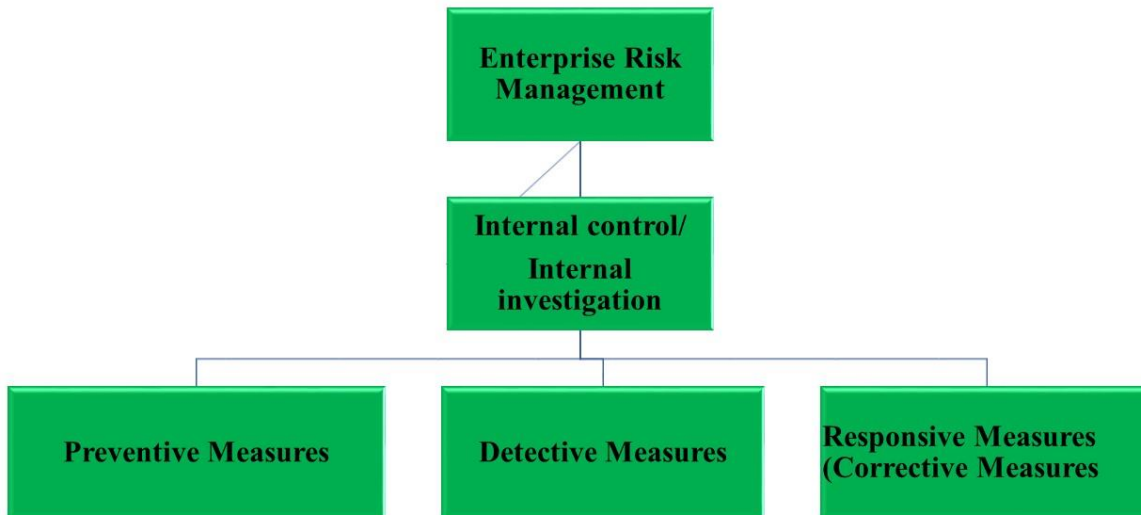 Enterprise Risk
Management
Internal control/
Internal
investigation
Preventive Measures
Detective Measures
Responsive Measures
(Corrective Measures